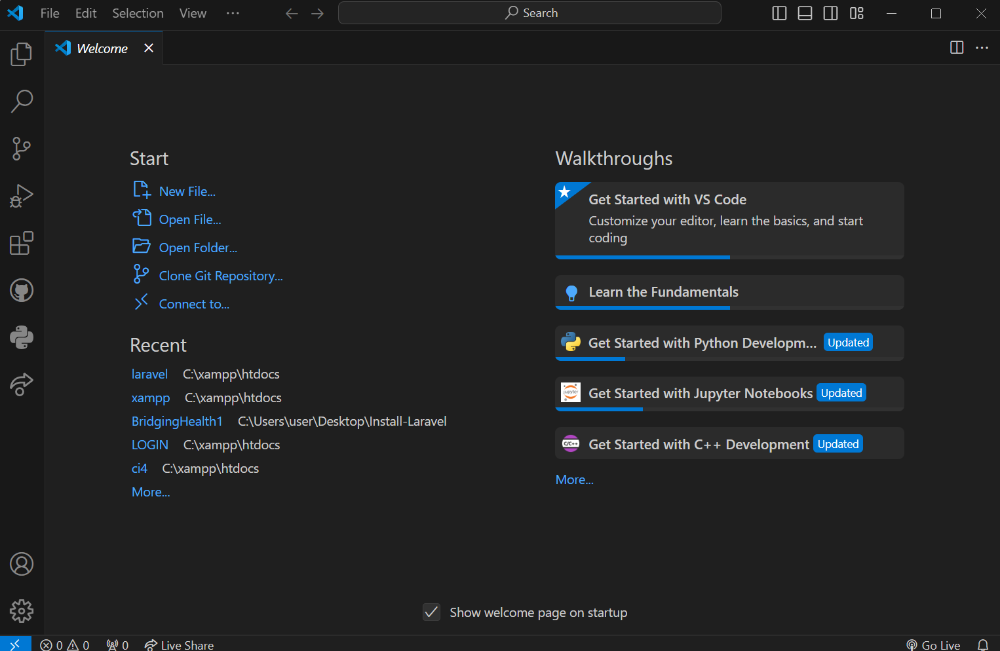 File Edit Selection View ···
Search
Welcome
Start
New File...
Open File...
Open Folder...
Clone Git Repository...
Connect to...
Recent
laravel C:\xampp\htdocs
xampp C:\xampp\htdocs
BridgingHealth1 C:\Users\user\Desktop\Install-Laravel
LOGIN C:\xampp\htdocs
ci4 C:\xampp\htdocs
More...
Walkthroughs
Get Started with VS Code
Customize your editor, learn the basics, and start
coding
Learn the Fundamentals
Get Started with Python Developm... Updated
jupyter
Get Started with Jupyter Notebooks Updated
C/C++
Get Started with C++ Development Updated
More...
Show welcome page on startup
0 0 0 Live Share Go Live